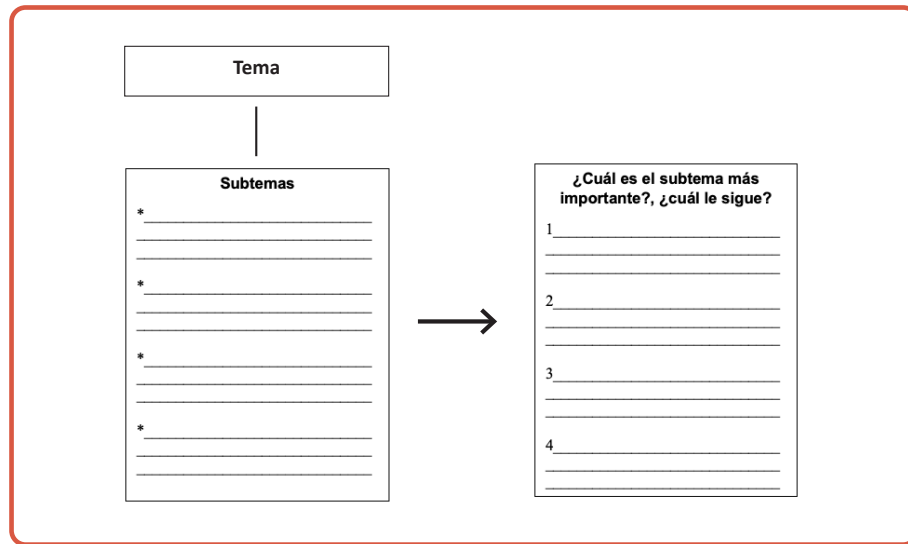 Tema
Subtemas
*
*
*
*
¿Cuál es el subtema más
importante?, ¿cuál le sigue?
1
2
3
4